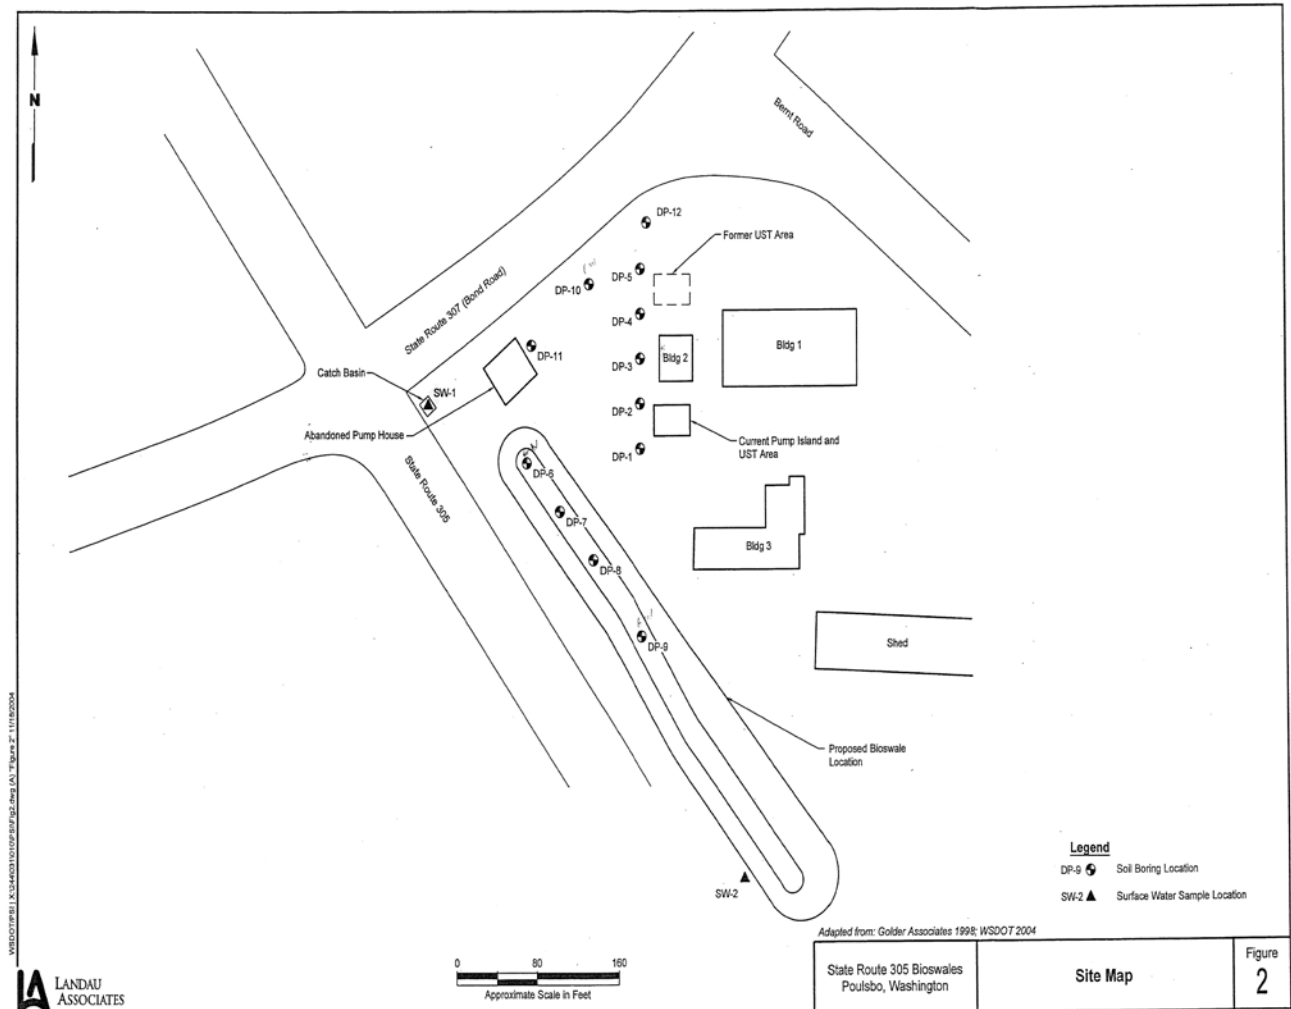 N
Bernt Road
DP-12
Former UST Area
DP-5
DP-10
State Route 307 (Bond Road)
DP-4
Bldg 1
DP-3
Bldg 2
DP-11
Catch Basin
SW-1
DP-2
Abandoned Pump House
Current Pump Island and
UST Area
DP-1
State Route 305
DP-6
DP-7
Bldg 3
DP-8
DP-9
Shed
Proposed Bioswale
Location
SW-2
Legend
DP-9 Soil Boring Location
SW-2 Surface Water Sample Location
Adapted from: Golder Associates 1998; WSDOT 2004
0 80 160
Approximate Scale in Feet
LANDAU
ASSOCIATES
State Route 305 Bioswales
Poulsbo, Washington
Site Map
Figure
2